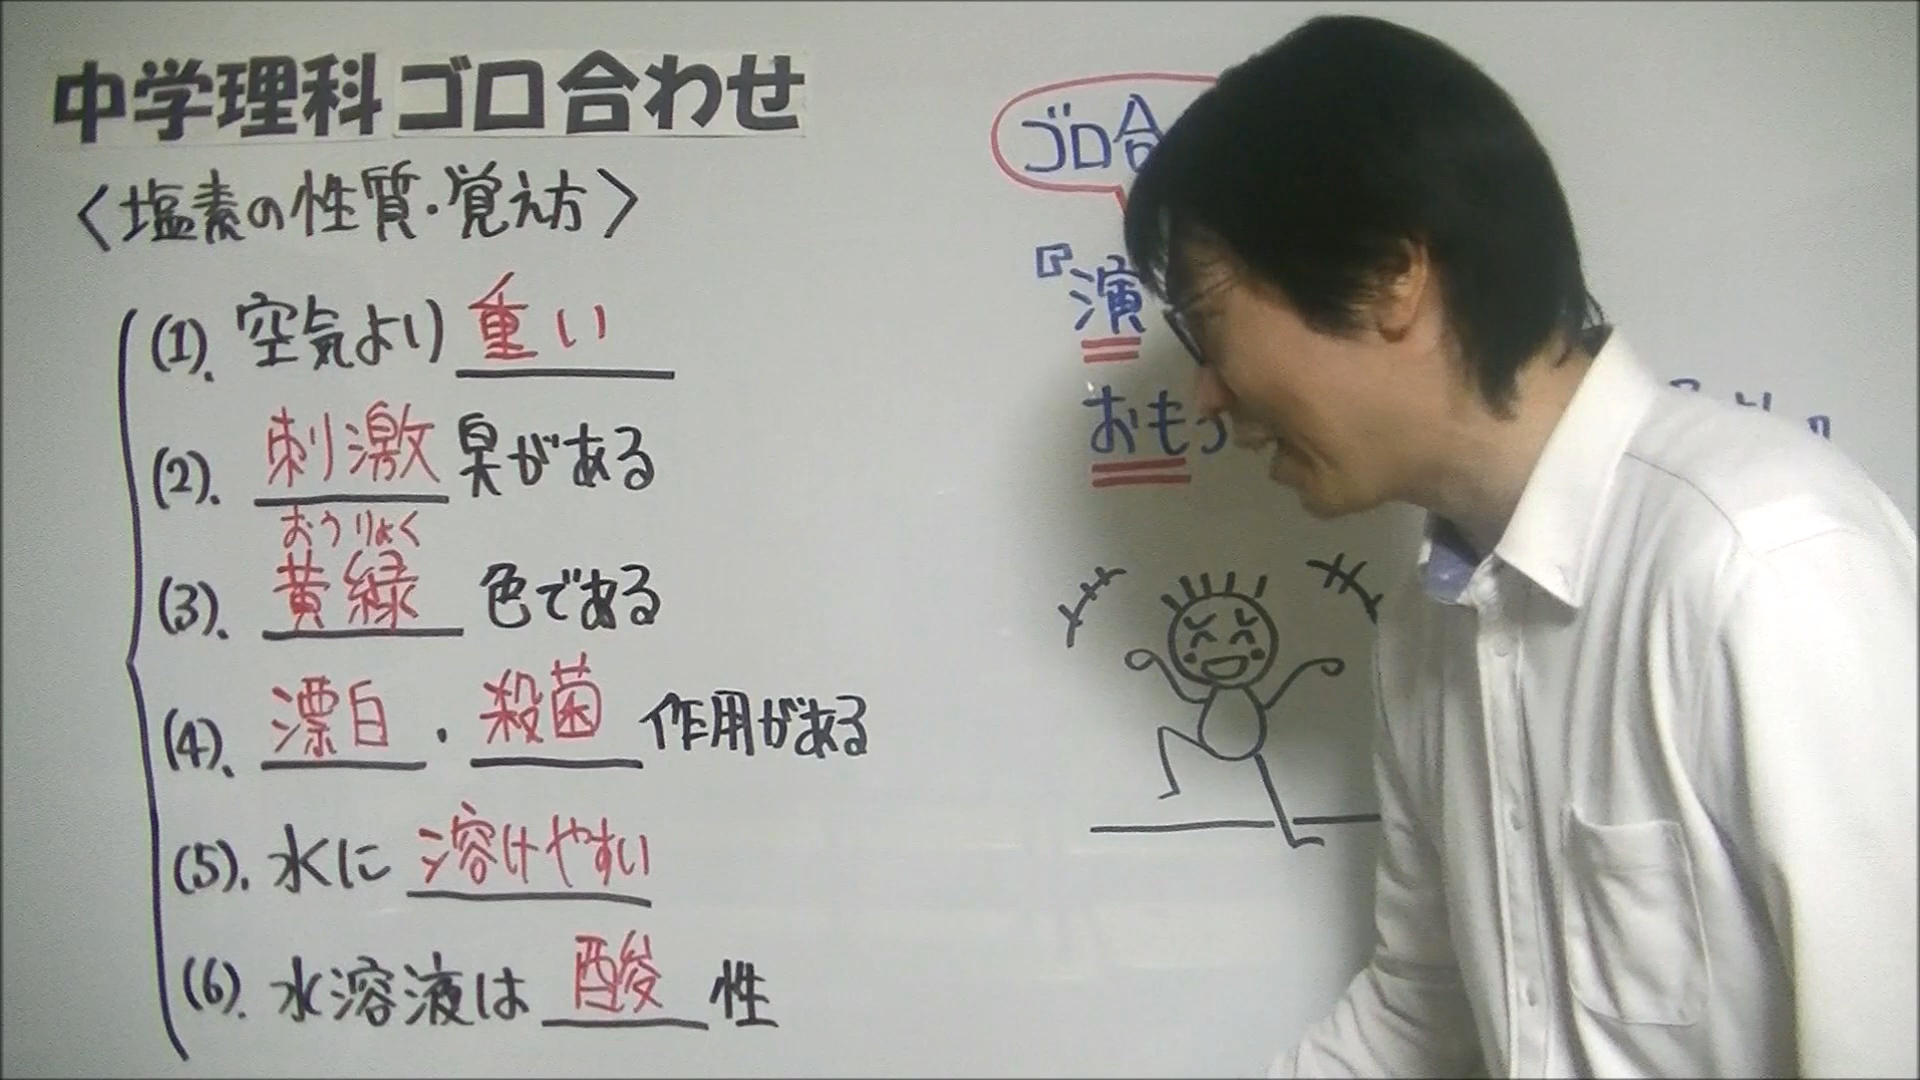 中学理科ゴロ合わせ
〈塩素の性質・覚え方〉
(1). 空気より重い
(2). 刺激臭がある
おうりょく
(3). 黄緑色である
(4). 漂白・殺菌作用がある
(5). 水に溶けやすい
(6). 水溶液は酸性
ゴロ合
『演
おもう